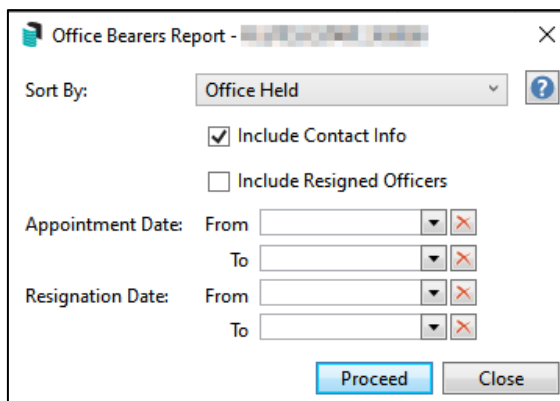 Office Bearers Report -
Sort By: Office Held
Include Contact Info
Include Resigned Officers
Appointment Date: From
To
Resignation Date: From
To
Proceed Close